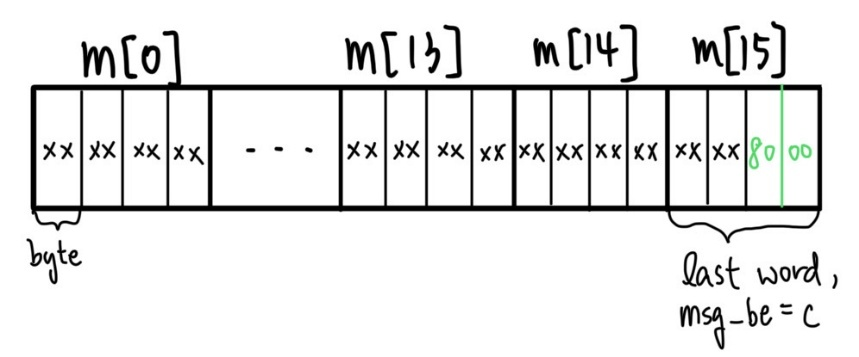 m[0] m[13] m[14] m[15]
xx xx xx xx - - - xx xx xx xx xx xx xx xx xx xx 80 00
byte
last word,
msg_be = c